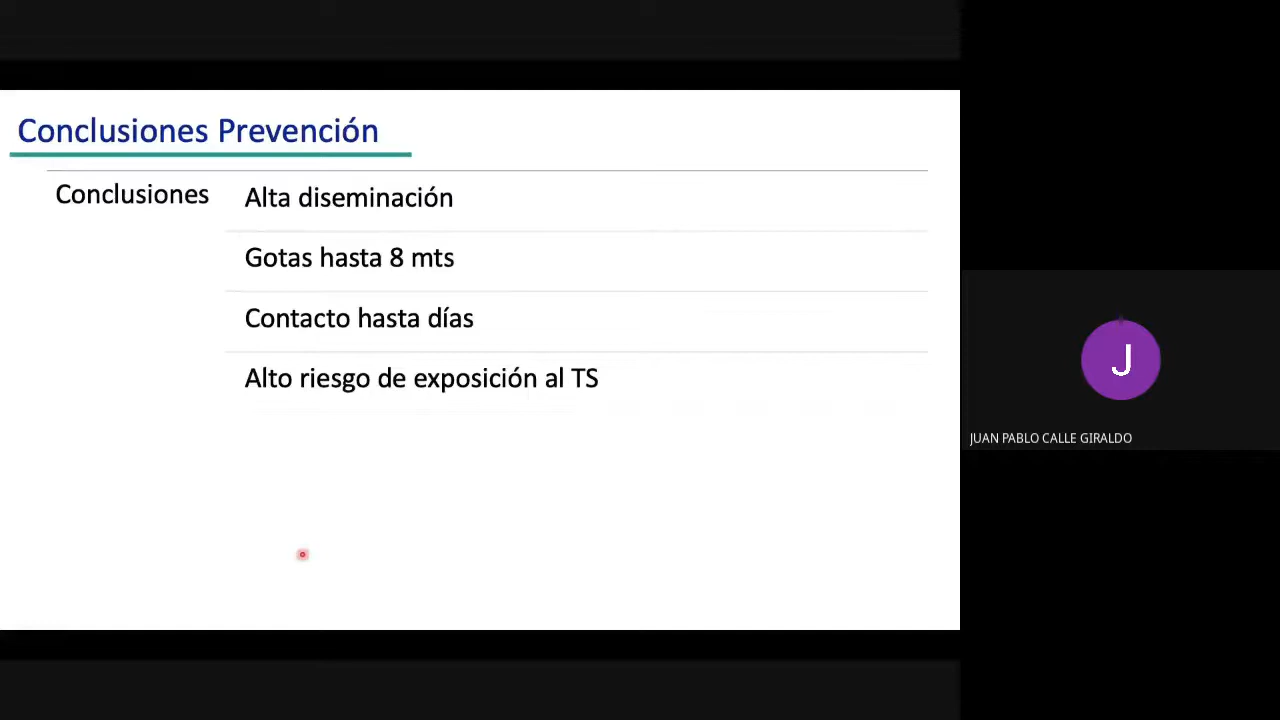 Conclusiones Prevención
Conclusiones
Alta diseminación
Gotas hasta 8 mts
Contacto hasta días
Alto riesgo de exposición al TS
J
JUAN PABLO CALLE GIRALDO